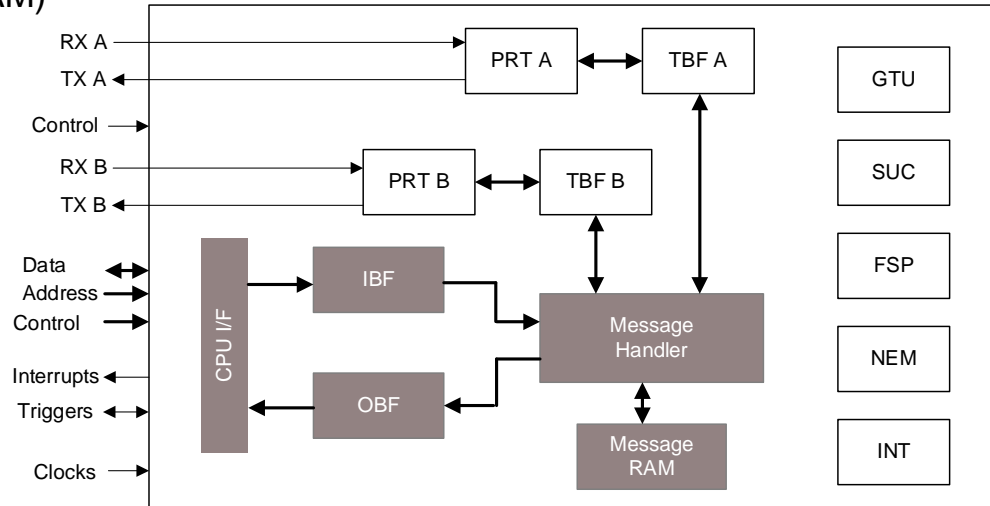 AM)
RX A
TX A
Control
RX B
TX B
Data
Address
Control
Interrupts
Triggers
Clocks
PRT A
TBF A
PRT B
TBF B
CPU I/F
IBF
OBF
Message
Handler
Message
RAM
GTU
SUC
FSP
NEM
INT